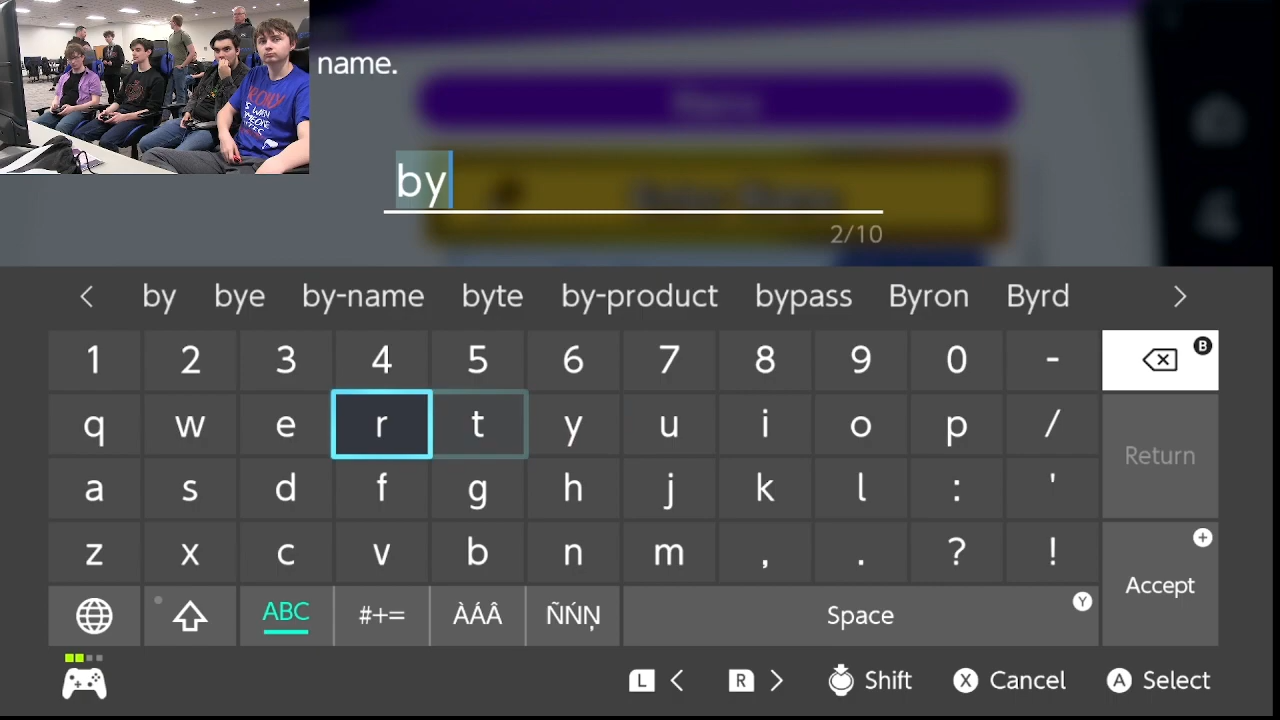 name.
by
2/10
by bye by-name byte by-product bypass Byron Byrd
1 2 3 4 5 6 7 8 9 0 - B
q w e r t y u i o p /
Return
a s d f g h j k l : '
z x c v b n m , . ? ! +
Accept
ABC #+= ÀÁÂ ÑŃŅ Space Y
L R Shift X Cancel A Select